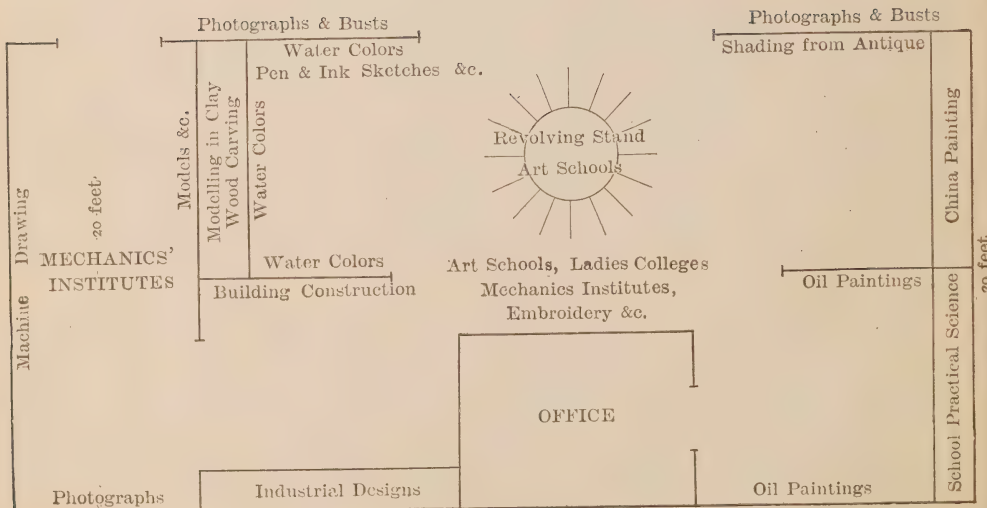 Photographs & Busts
Photographs & Busts
Water Colors
Pen & Ink Sketches &c.
Shading from Antique
Machine Drawing
20 feet.
MECHANICS'
INSTITUTES
Models &c.
Modelling in Clay
Wood Carving
Water Colors
Revolving Stand
Art Schools
China Painting
20 feet
Water Colors
Building Construction
Art Schools, Ladies Colleges
Mechanics Institutes,
Embroidery &c.
Oil Paintings
School Practical Science
OFFICE
Photographs
Industrial Designs
Oil Paintings